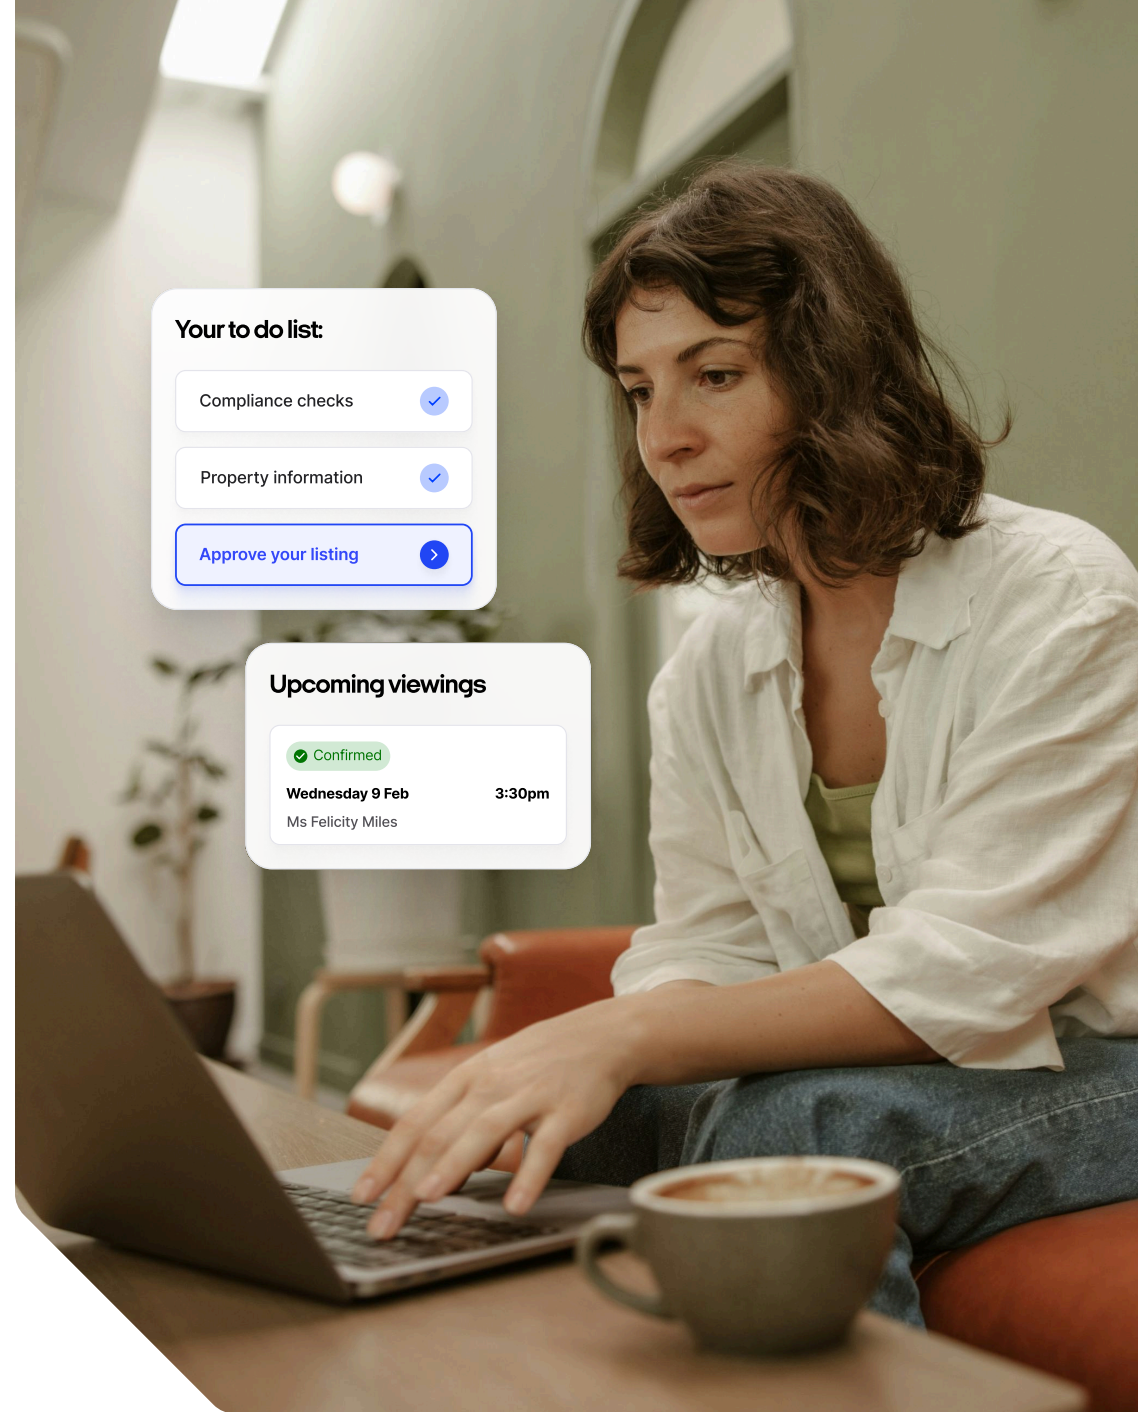 Your to do list:
Compliance checks
Property information
Approve your listing
Upcoming viewings
Confirmed
Wednesday 9 Feb 3:30pm
Ms Felicity Miles